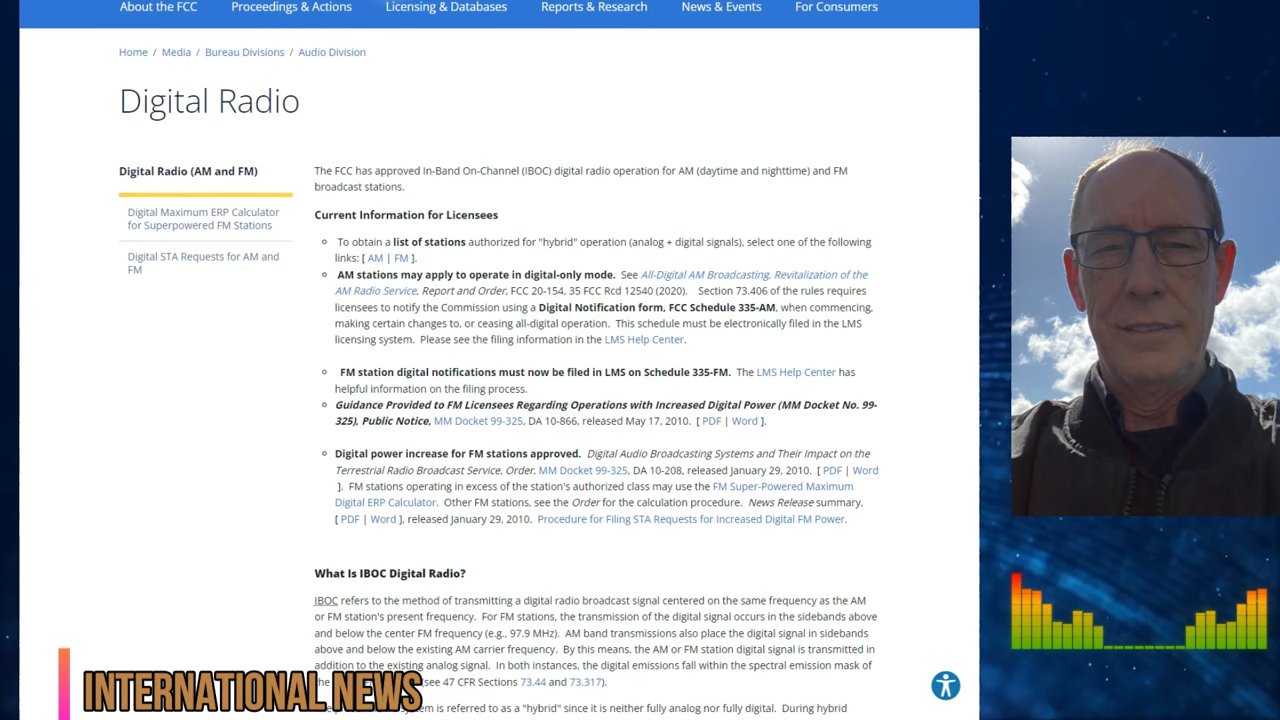 About the FCC Proceedings & Actions Licensing & Databases Reports & Research News & Events For Consumers
Home / Media / Bureau Divisions / Audio Division
Digital Radio
Digital Radio (AM and FM)
Digital Maximum ERP Calculator
for Superpowered FM Stations
Digital STA Requests for AM and
FM
The FCC has approved In-Band On-Channel (IBOC) digital radio operation for AM (daytime and nighttime) and FM
broadcast stations.
Current Information for Licensees
To obtain a list of stations authorized for "hybrid" operation (analog + digital signals), select one of the following
links: [ AM | FM ].
AM stations may apply to operate in digital-only mode. See All-Digital AM Broadcasting, Revitalization of the
AM Radio Service, Report and Order, FCC 20-154, 35 FCC Rcd 12540 (2020). Section 73.406 of the rules requires
licensees to notify the Commission using a Digital Notification form, FCC Schedule 335-AM, when commencing,
making certain changes to, or ceasing all-digital operation. This schedule must be electronically filed in the LMS
licensing system. Please see the filing information in the LMS Help Center.
FM station digital notifications must now be filed in LMS on Schedule 335-FM. The LMS Help Center has
helpful information on the filing process.
Guidance Provided to FM Licensees Regarding Operations with Increased Digital Power (MM Docket No. 99-
325), Public Notice, MM Docket 99-325, DA 10-866, released May 17, 2010. [ PDF | Word ].
Digital power increase for FM stations approved. Digital Audio Broadcasting Systems and Their Impact on the
Terrestrial Radio Broadcast Service, Order, MM Docket 99-325, DA 10-208, released January 29, 2010. [ PDF | Word
]. FM stations operating in excess of the station's authorized class may use the FM Super-Powered Maximum
Digital ERP Calculator. Other FM stations, see the Order for the calculation procedure. News Release summary,
[ PDF | Word ], released January 29, 2010. Procedure for Filing STA Requests for Increased Digital FM Power.
What Is IBOC Digital Radio?
IBOC refers to the method of transmitting a digital radio broadcast signal centered on the same frequency as the AM
or FM station's present frequency. For FM stations, the transmission of the digital signal occurs in the sidebands above
and below the center FM frequency (e.g., 97.9 MHz). AM band transmissions also place the digital signal in sidebands
above and below the existing AM carrier frequency. By this means, the AM or FM station digital signal is transmitted in
addition to the existing analog signal. In both instances, the digital emissions fall within the spectral emission mask of
(see 47 CFR Sections 73.44 and 73.317).
system is referred to as a "hybrid" since it is neither fully analog nor fully digital. During hybrid
INTERNATIONAL NEWS